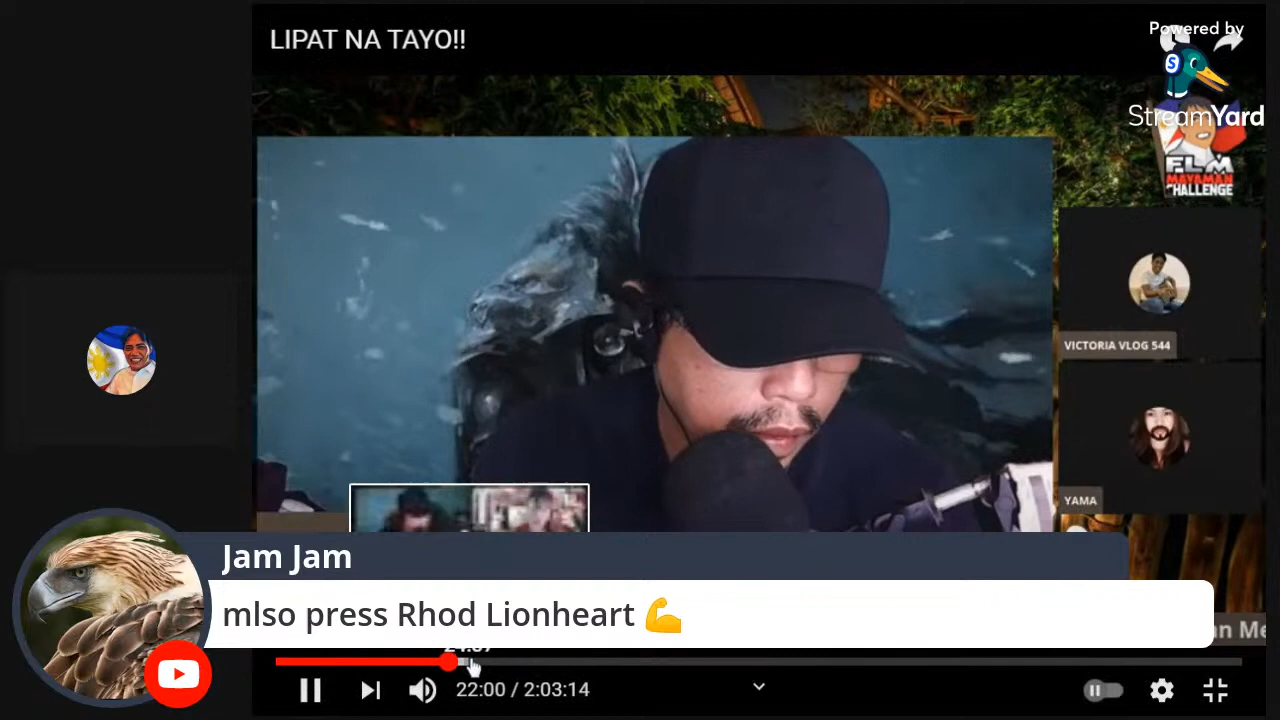 LIPAT NA TAYO!!
Powered by
StreamYard
MAYAMAN
CHALLENGE
VICTORIA VLOG 544
YAMA
Jam Jam
mlso press Rhod Lionheart 💪
22:00 / 2:03:14